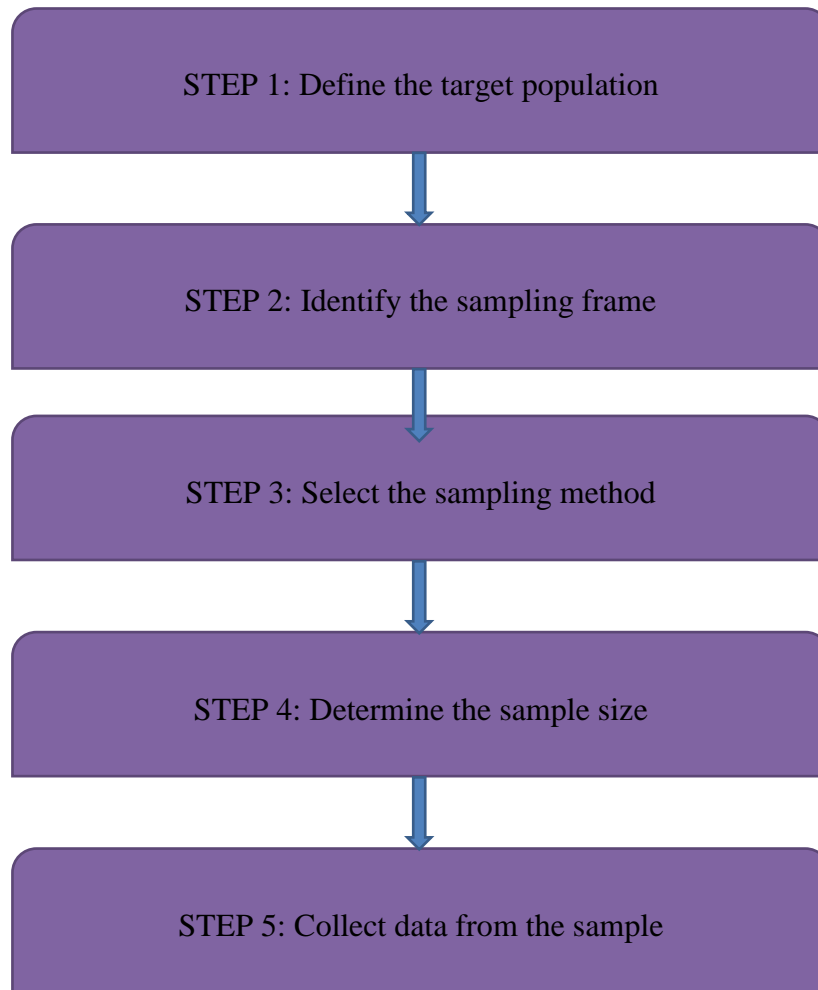 STEP 1: Define the target population
STEP 2: Identify the sampling frame
STEP 3: Select the sampling method
STEP 4: Determine the sample size
STEP 5: Collect data from the sample